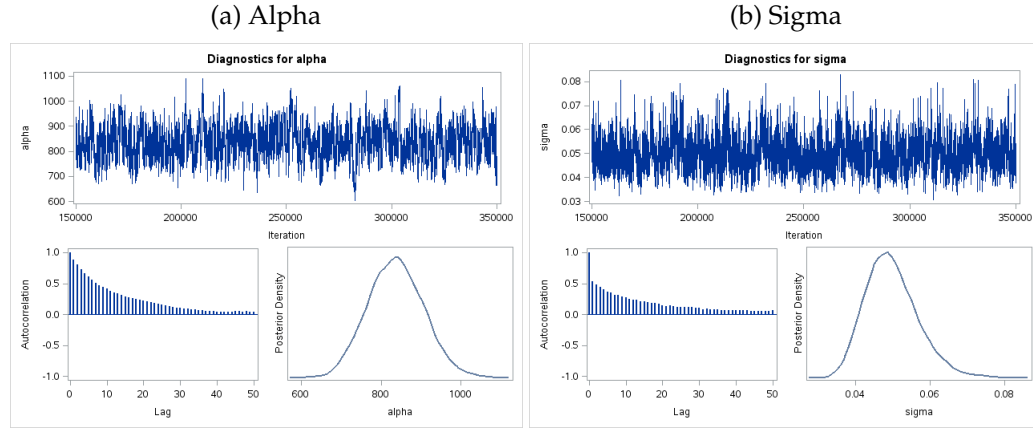 (a) Alpha
(b) Sigma
Diagnostics for alpha
1100
1000
900
800
700
600
alpha
150000 200000 250000 300000 350000
Iteration
1.0
0.5
0.0
-0.5
-1.0
Autocorrelation
0 10 20 30 40 50
Lag
Posterior Density
600 800 1000
alpha
Diagnostics for sigma
0.08
0.07
0.06
0.05
0.04
0.03
sigma
150000 200000 250000 300000 350000
Iteration
1.0
0.5
0.0
-0.5
-1.0
Autocorrelation
0 10 20 30 40 50
Lag
Posterior Density
0.04 0.06 0.08
sigma